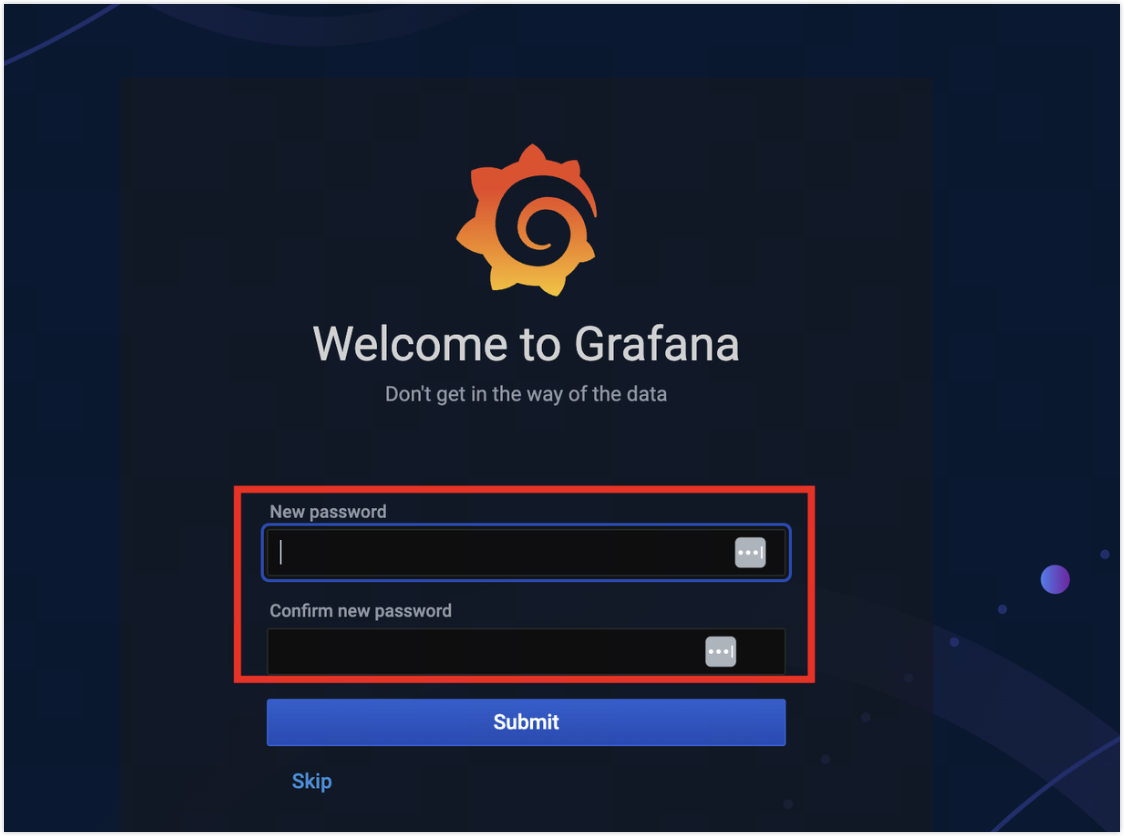 Welcome to Grafana
Don't get in the way of the data
New password
Confirm new password
Submit
Skip